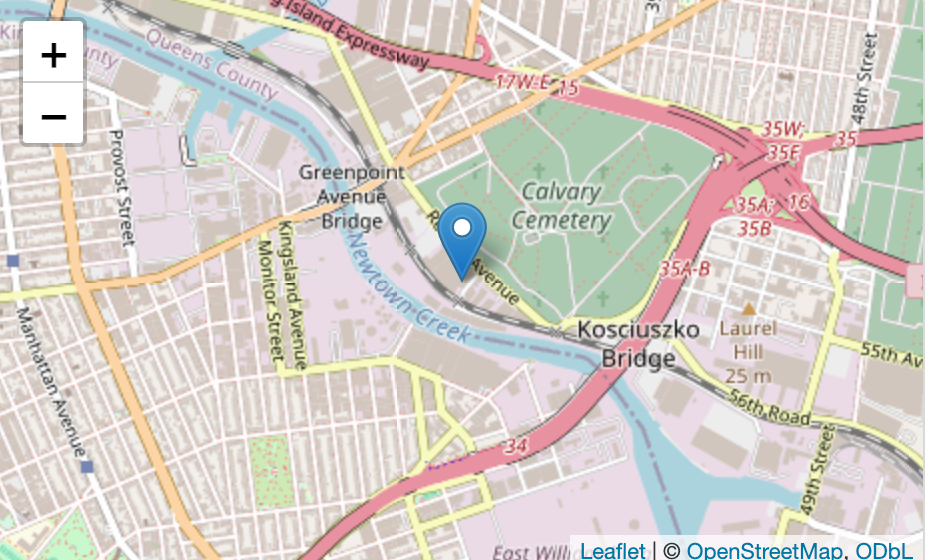 +
−
g-Island Expressway
Queens County
17W-E
15
48th Street
35W;
35E
35
Provost Street
Greenpoint
Avenue
Bridge
Calvary
Cemetery
35A;
35B
16
Avenue
35A-B
Kingsland Avenue
Monitor Street
Newtown Creek
Kosciuszko
Bridge
Laurel
Hill
25 m
Manhattan Avenue
55th Av
56th Road
49th Street
34
East Willi
Leaflet | © OpenStreetMap, ODbL